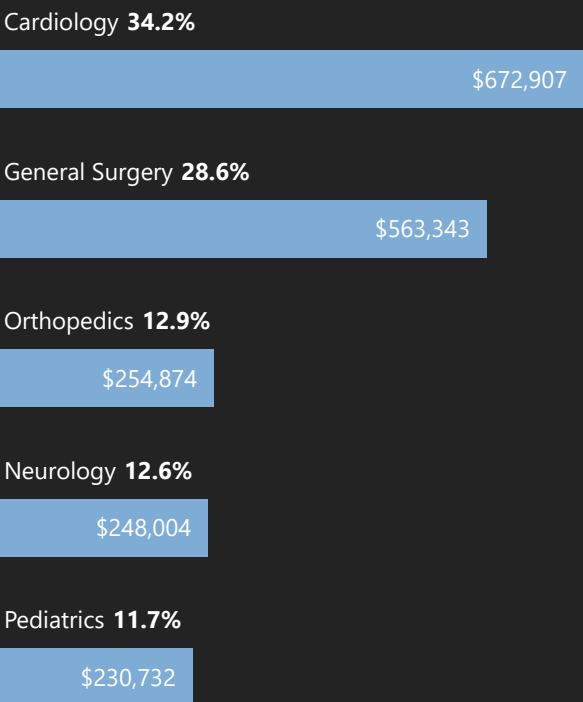 Cardiology 34.2%
$672,907
General Surgery 28.6%
$563,343
Orthopedics 12.9%
$254,874
Neurology 12.6%
$248,004
Pediatrics 11.7%
$230,732